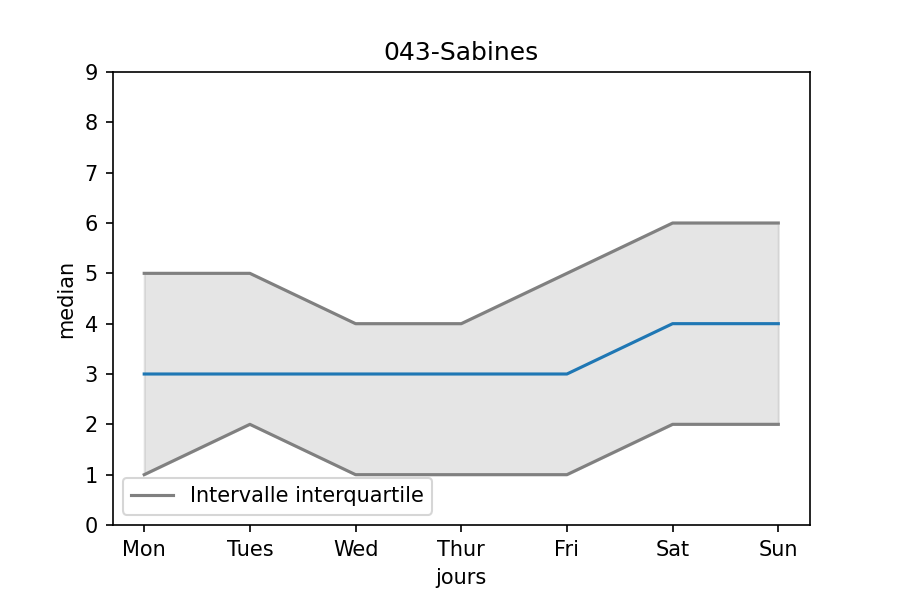 043-Sabines
9
8
7
6
5
4
3
2
1
0
median
Intervalle interquartile
Mon Tues Wed Thur Fri Sat Sun
jours